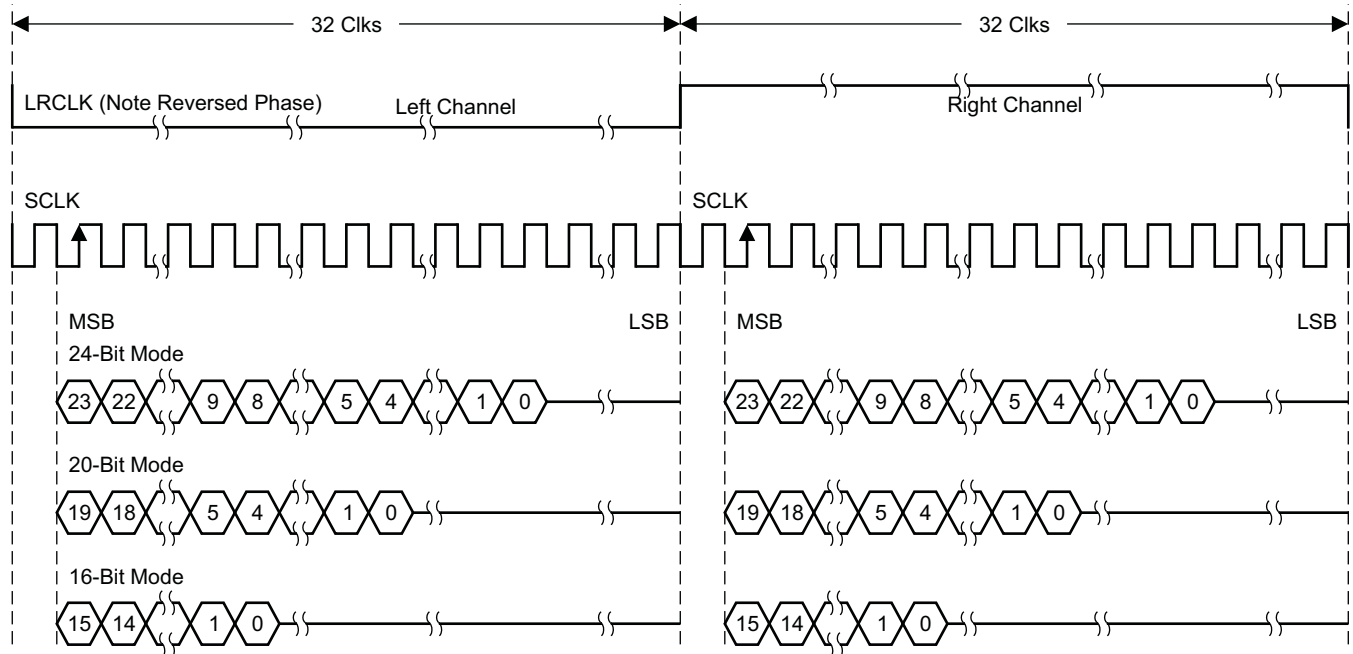 32 Clks 32 Clks
LRCLK (Note Reversed Phase) Left Channel Right Channel
SCLK SCLK
MSB LSB MSB LSB
24-Bit Mode
23 22 9 8 5 4 1 0 23 22 9 8 5 4 1 0
20-Bit Mode
19 18 5 4 1 0 19 18 5 4 1 0
16-Bit Mode
15 14 1 0 15 14 1 0